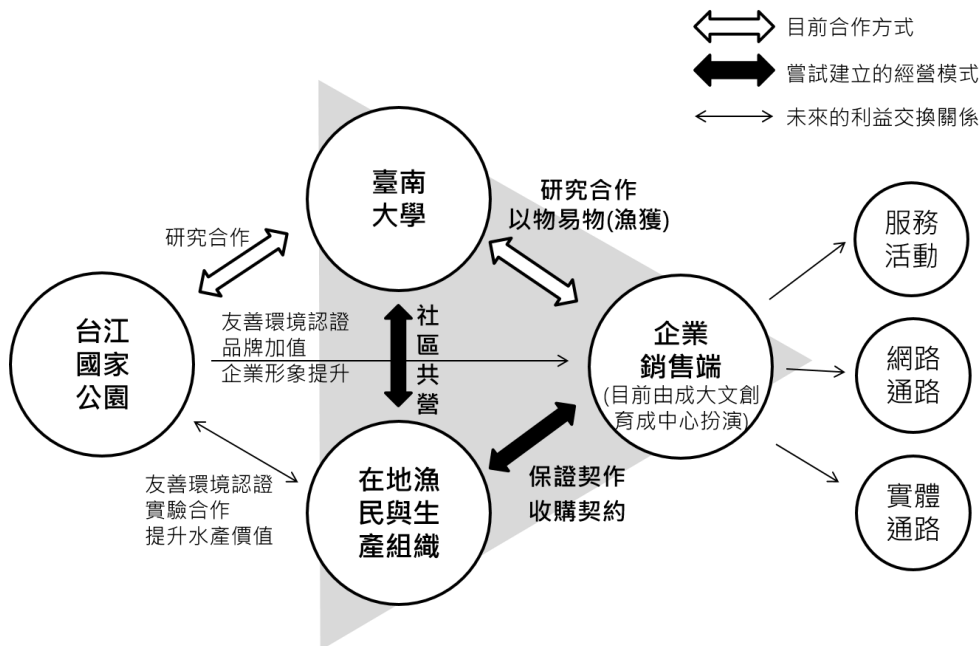 目前合作方式
嘗試建立的經營模式
未來的利益交換關係
臺南
大學
研究合作
以物易物(漁獲)
研究合作
服務
活動
台江
國家
公園
友善環境認證
品牌加值
企業形象提升
社區共營
企業
銷售端
(目前由成大文創
育成中心扮演)
網路
通路
友善環境認證
實驗合作
提升水產價值
在地漁
民與生
產組織
保證契作
收購契約
實體
通路